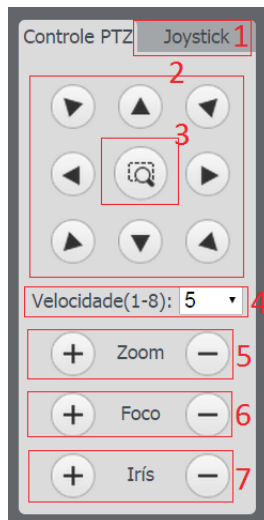 Controle PTZ Joystick 1
2
3
Velocidade(1-8): 5 4
+ Zoom − 5
+ Foco − 6
+ Irís − 7